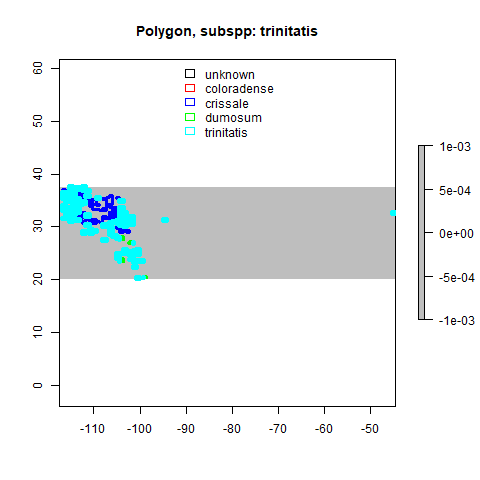 Polygon, subspp: trinitatis
unknown
coloradense
crissale
dumosum
trinitatis
60
50
40
30
20
10
0
-110
-100
-90
-80
-70
-60
-50
1e-03
5e-04
0e+00
-5e-04
-1e-03